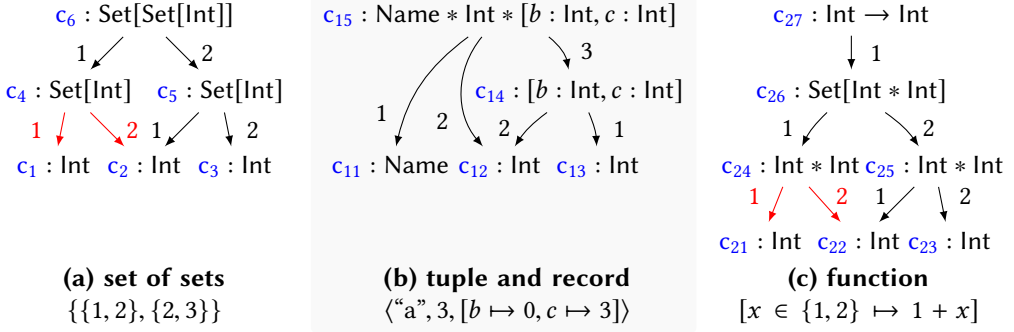 c₆ : Set[Set[Int]]
1 2
c₄ : Set[Int] c₅ : Set[Int]
1 2 1 2
c₁ : Int c₂ : Int c₃ : Int
(a) set of sets
{{1, 2}, {2, 3}}
c₁₅ : Name ∗ Int ∗ [b : Int, c : Int]
3
c₁₄ : [b : Int, c : Int]
1 2 2 1
c₁₁ : Name c₁₂ : Int c₁₃ : Int
(b) tuple and record
⟨“a”, 3, [b ↦ 0, c ↦ 3]⟩
c₂₇ : Int → Int
1
c₂₆ : Set[Int ∗ Int]
1 2
c₂₄ : Int ∗ Int c₂₅ : Int ∗ Int
1 2 1 2
c₂₁ : Int c₂₂ : Int c₂₃ : Int
(c) function
[x ∈ {1, 2} ↦ 1 + x]